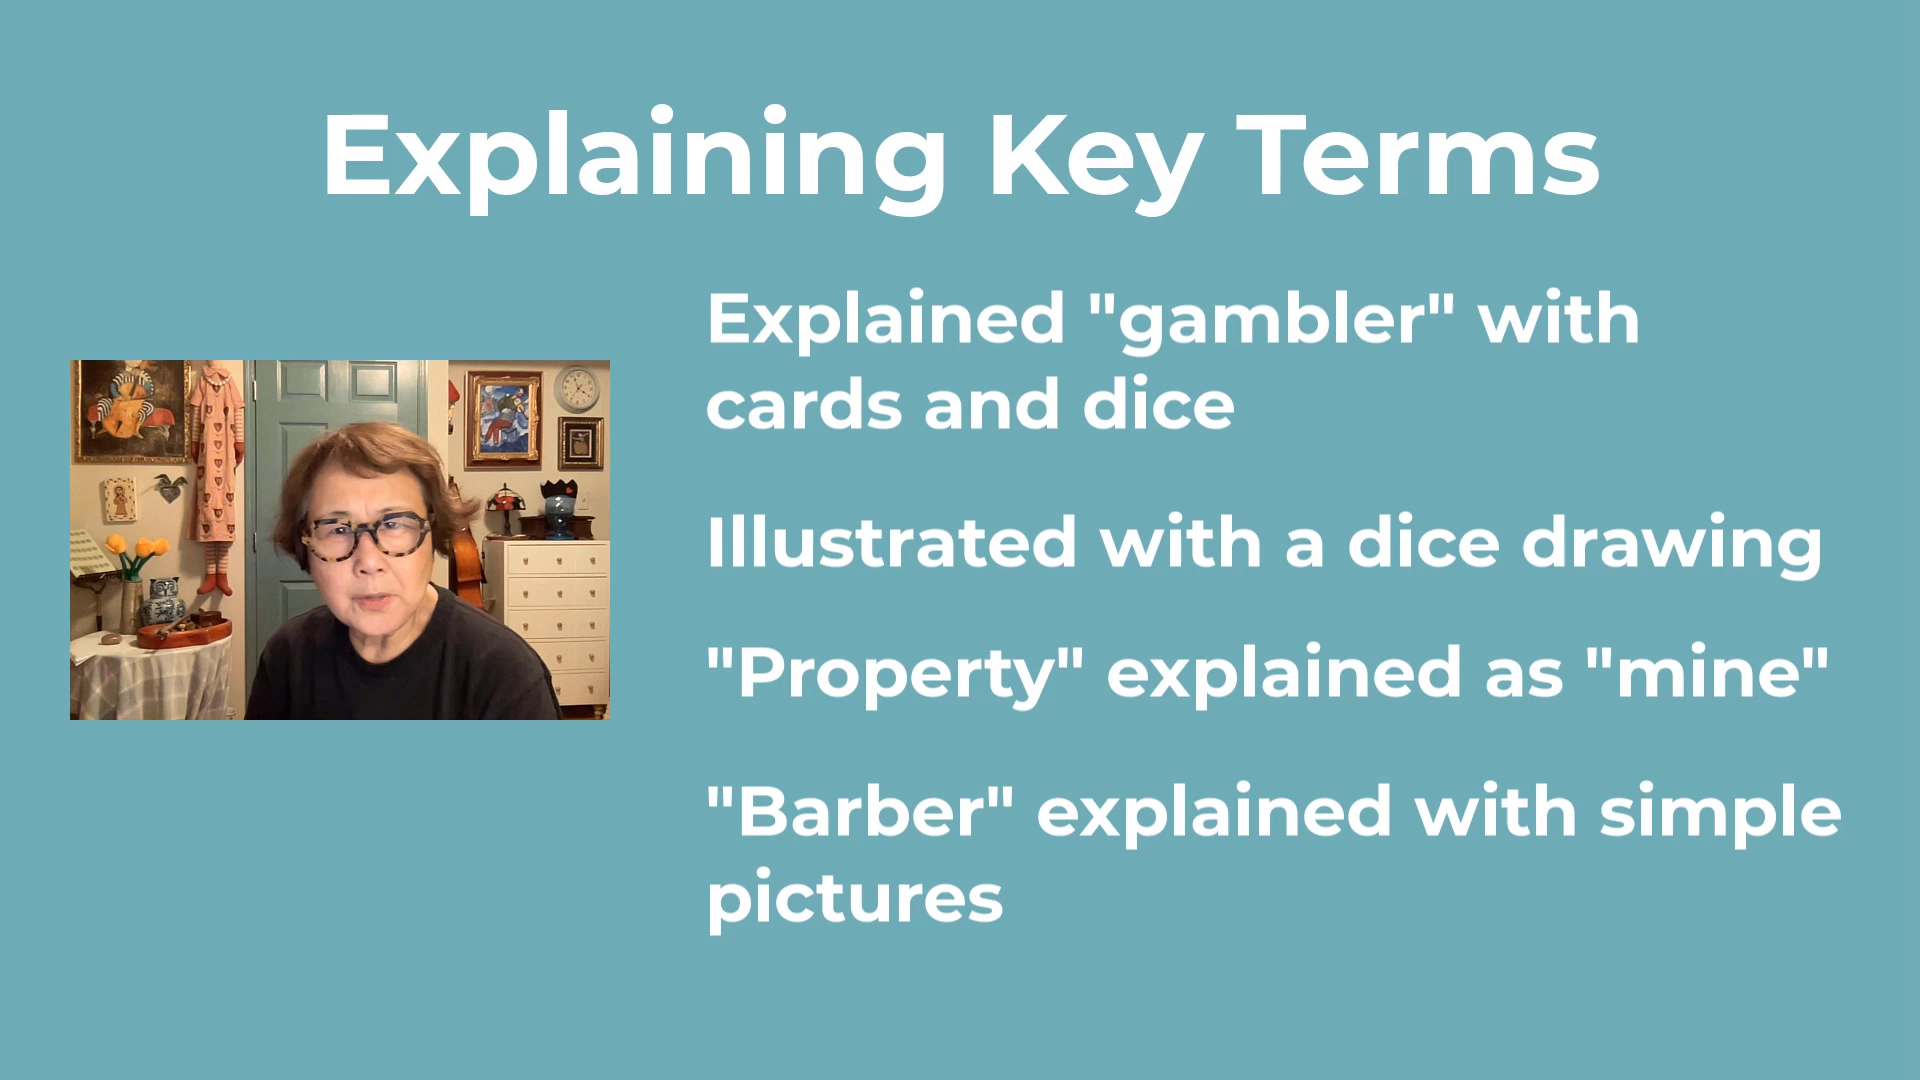 Explaining Key Terms
Explained "gambler" with
cards and dice
Illustrated with a dice drawing
"Property" explained as "mine"
"Barber" explained with simple
pictures